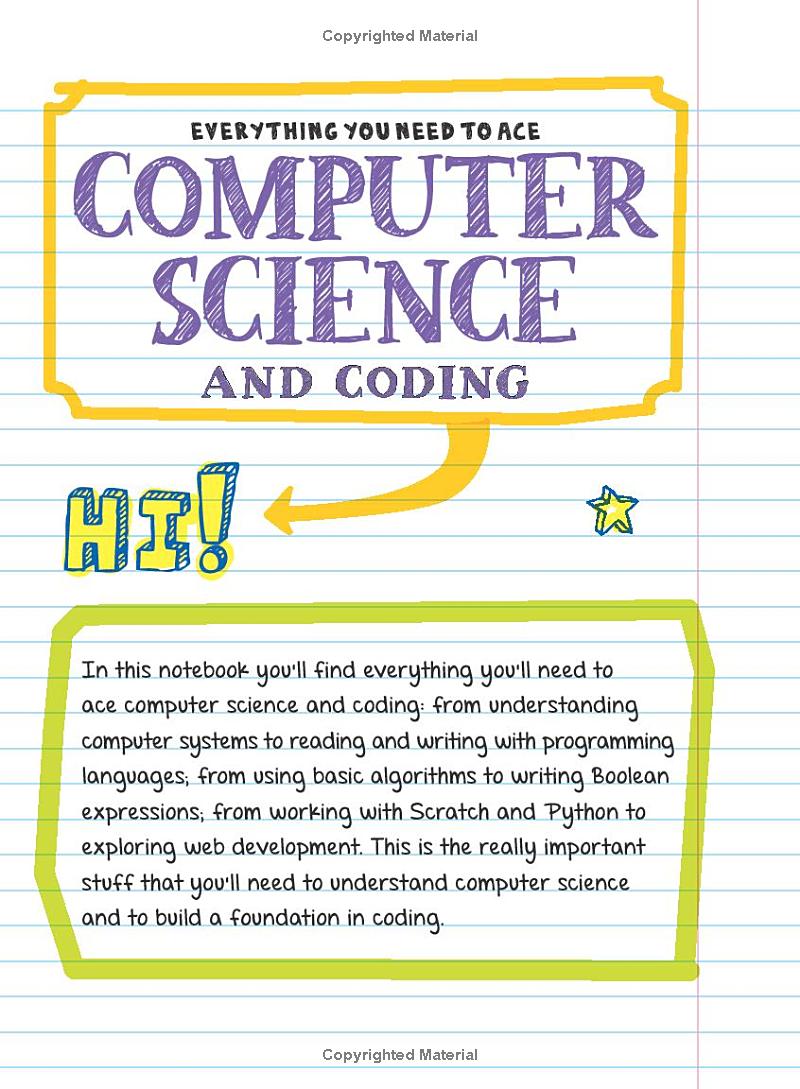 Copyrighted Material
EVERYTHING YOU NEED TO ACE
COMPUTER
SCIENCE
AND CODING
HI!
In this notebook you'll find everything you'll need to
ace computer science and coding: from understanding
computer systems to reading and writing with programming
languages; from using basic algorithms to writing Boolean
expressions; from working with Scratch and Python to
exploring web development. This is the really important
stuff that you'll need to understand computer science
and to build a foundation in coding.
Copyrighted Material